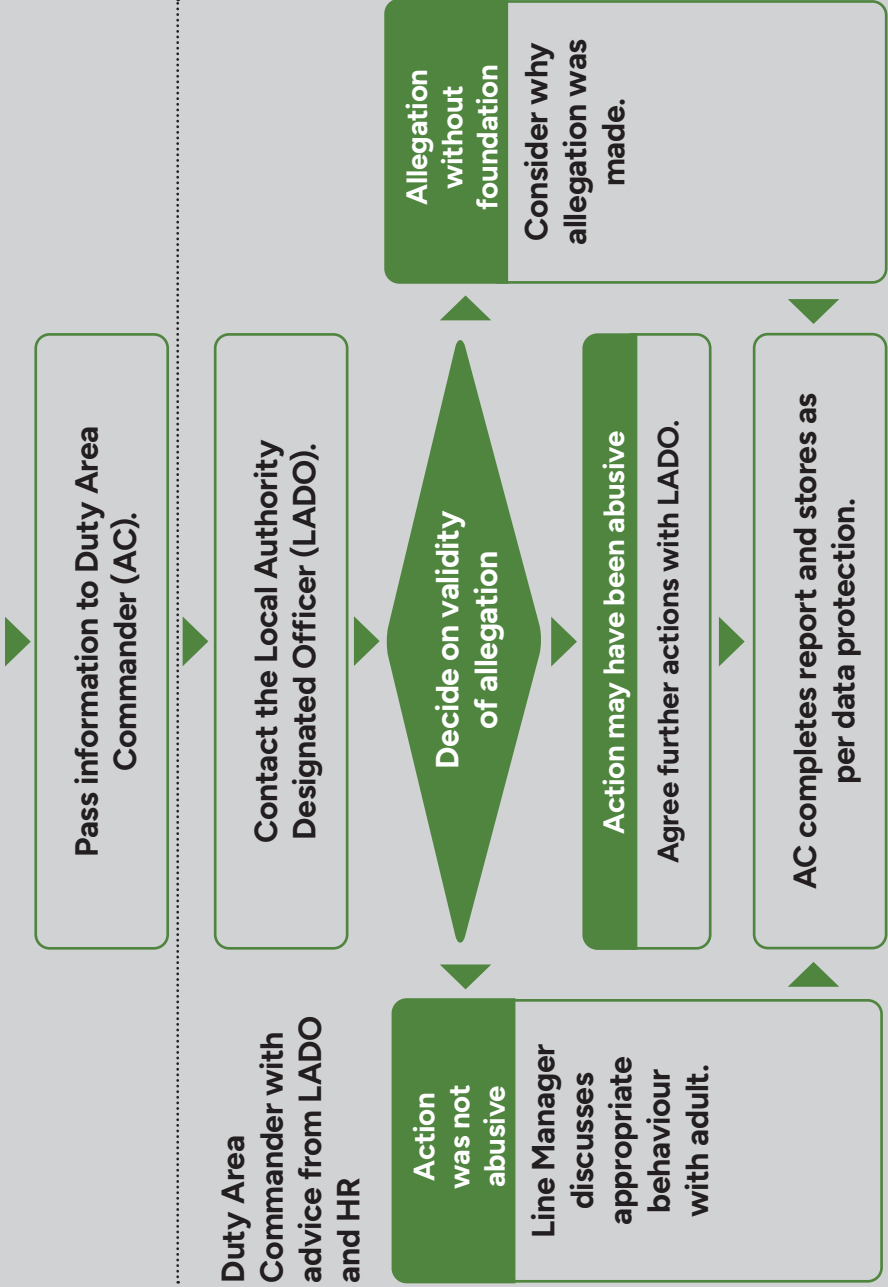 Pass information to Duty Area
Commander (AC).
Duty Area
Commander with
advice from LADO
and HR
Contact the Local Authority
Designated Officer (LADO).
Decide on validity
of allegation
Action
was not
abusive
Line Manager
discusses
appropriate
behaviour
with adult.
Action may have been abusive
Agree further actions with LADO.
Allegation
without
foundation
Consider why
allegation was
made.
AC completes report and stores as
per data protection.